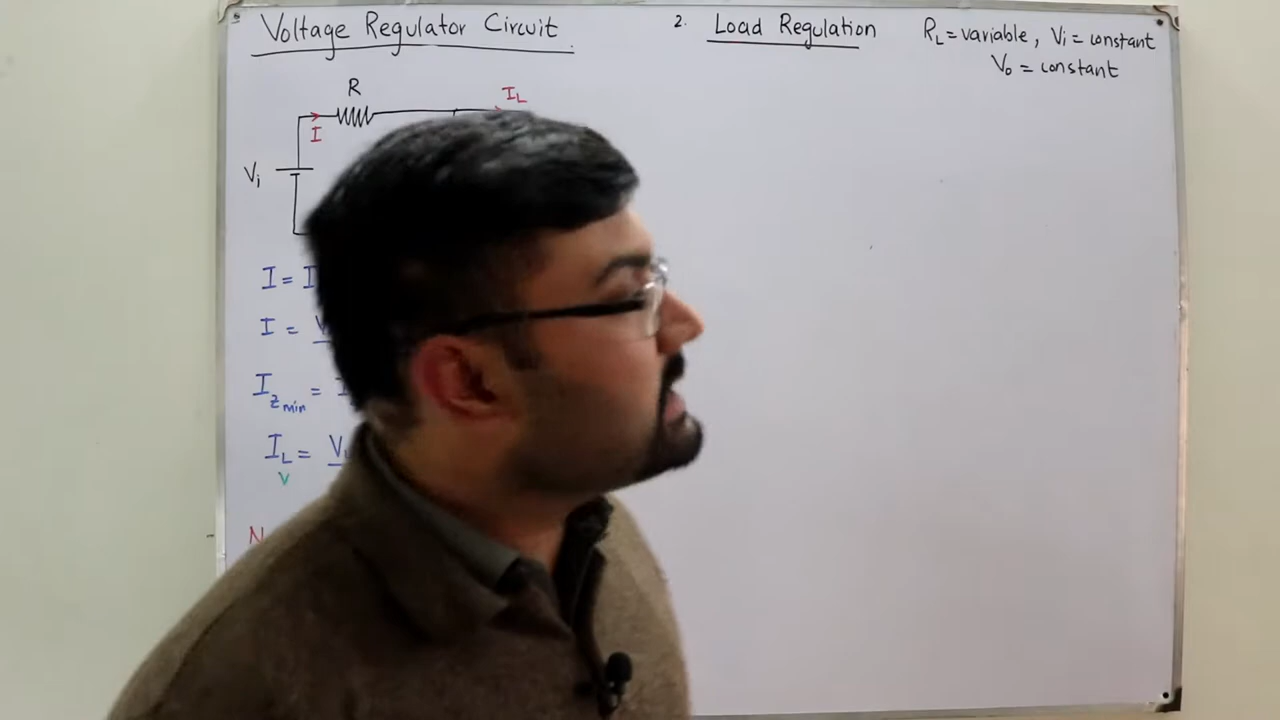 Voltage Regulator Circuit
R
I_L
I
V_i
I = I
I = V
I_z min =
I_L = V
V
N
2. Load Regulation
R_L = variable, V_i = constant
V_o = constant